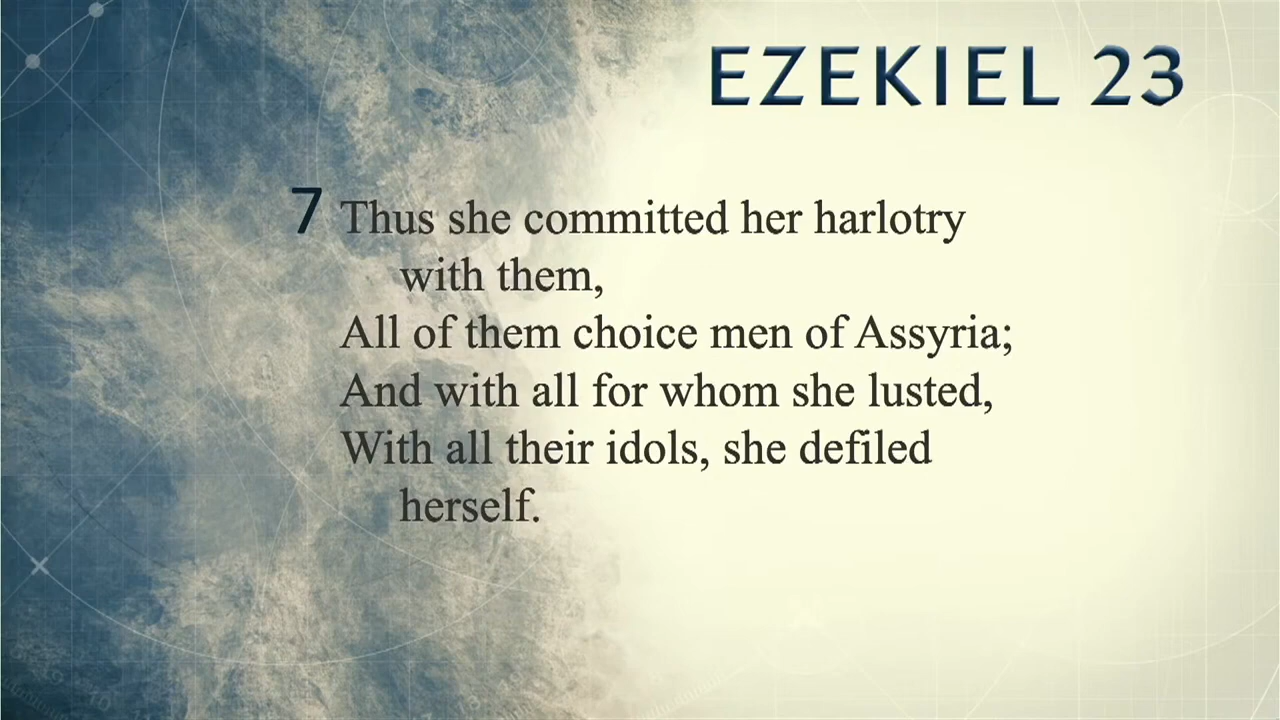 EZEKIEL 23
7 Thus she committed her harlotry
with them,
All of them choice men of Assyria;
And with all for whom she lusted,
With all their idols, she defiled
herself.